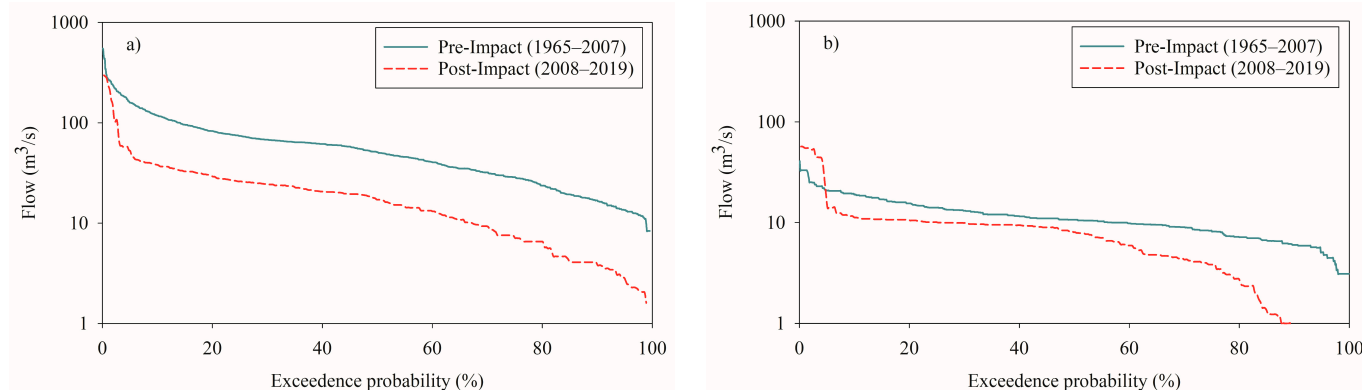 a)
Pre-Impact (1965–2007)
Post-Impact (2008–2019)
1000
100
10
1
Flow (m³/s)
0 20 40 60 80 100
Exceedence probability (%)
b)
Pre-Impact (1965–2007)
Post-Impact (2008–2019)
1000
100
10
1
Flow (m³/s)
0 20 40 60 80 100
Exceedence probability (%)